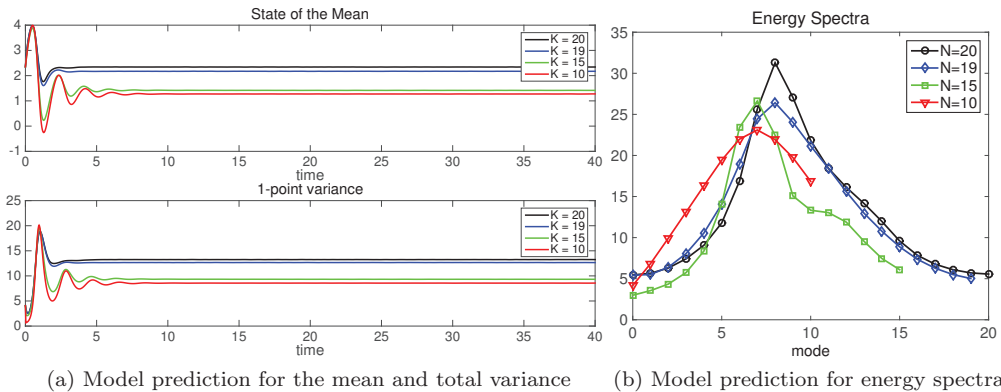 State of the Mean
4
3
2
1
0
-1
K = 20
K = 19
K = 15
K = 10
0 5 10 15 20 25 30 35 40
time
1-point variance
25
20
15
10
5
0
K = 20
K = 19
K = 15
K = 10
0 5 10 15 20 25 30 35 40
time
(a) Model prediction for the mean and total variance
Energy Spectra
35
30
25
20
15
10
5
0
N=20
N=19
N=15
N=10
0 5 10 15 20
mode
(b) Model prediction for energy spectra